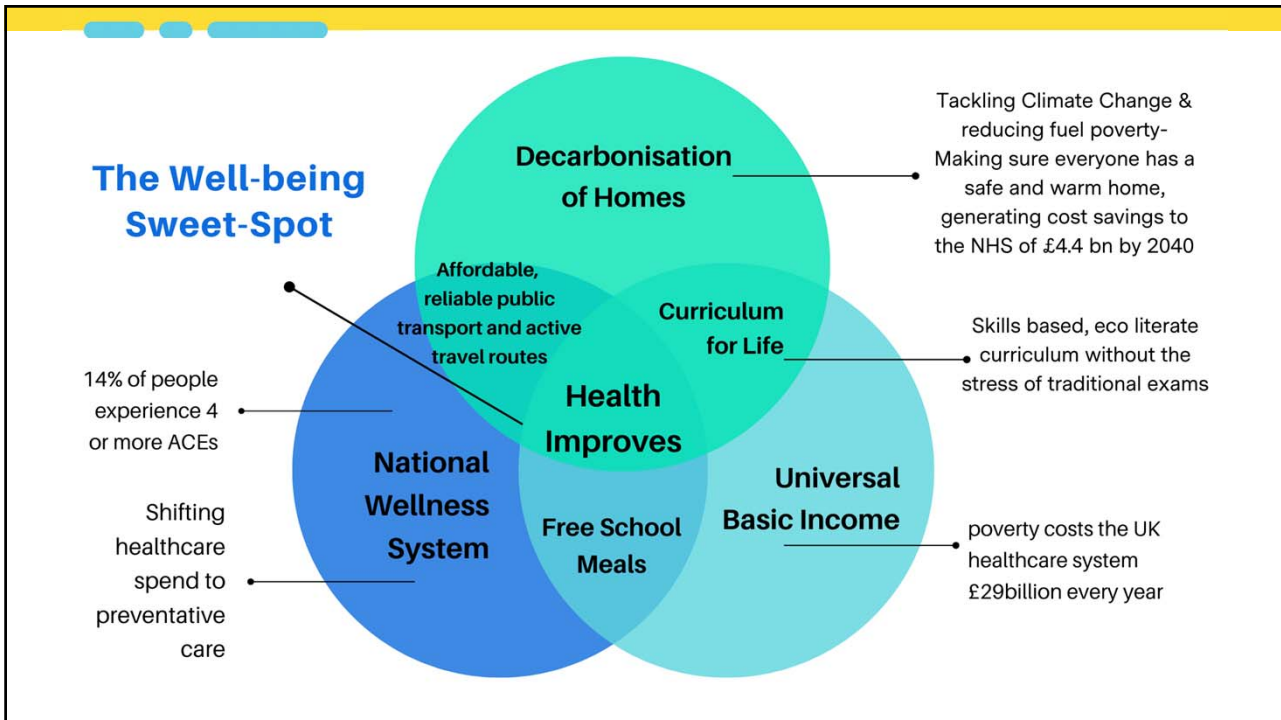 The Well-being
Sweet-Spot
Decarbonisation
of Homes
Tackling Climate Change &
reducing fuel poverty-
Making sure everyone has a
safe and warm home,
generating cost savings to
the NHS of £4.4 bn by 2040
Affordable,
reliable public
transport and active
travel routes
Curriculum
for Life
Skills based, eco literate
curriculum without the
stress of traditional exams
14% of people
experience 4
or more ACEs
Health
Improves
National
Wellness
System
Universal
Basic Income
Shifting
healthcare
spend to
preventative
care
Free School
Meals
poverty costs the UK
healthcare system
£29billion every year